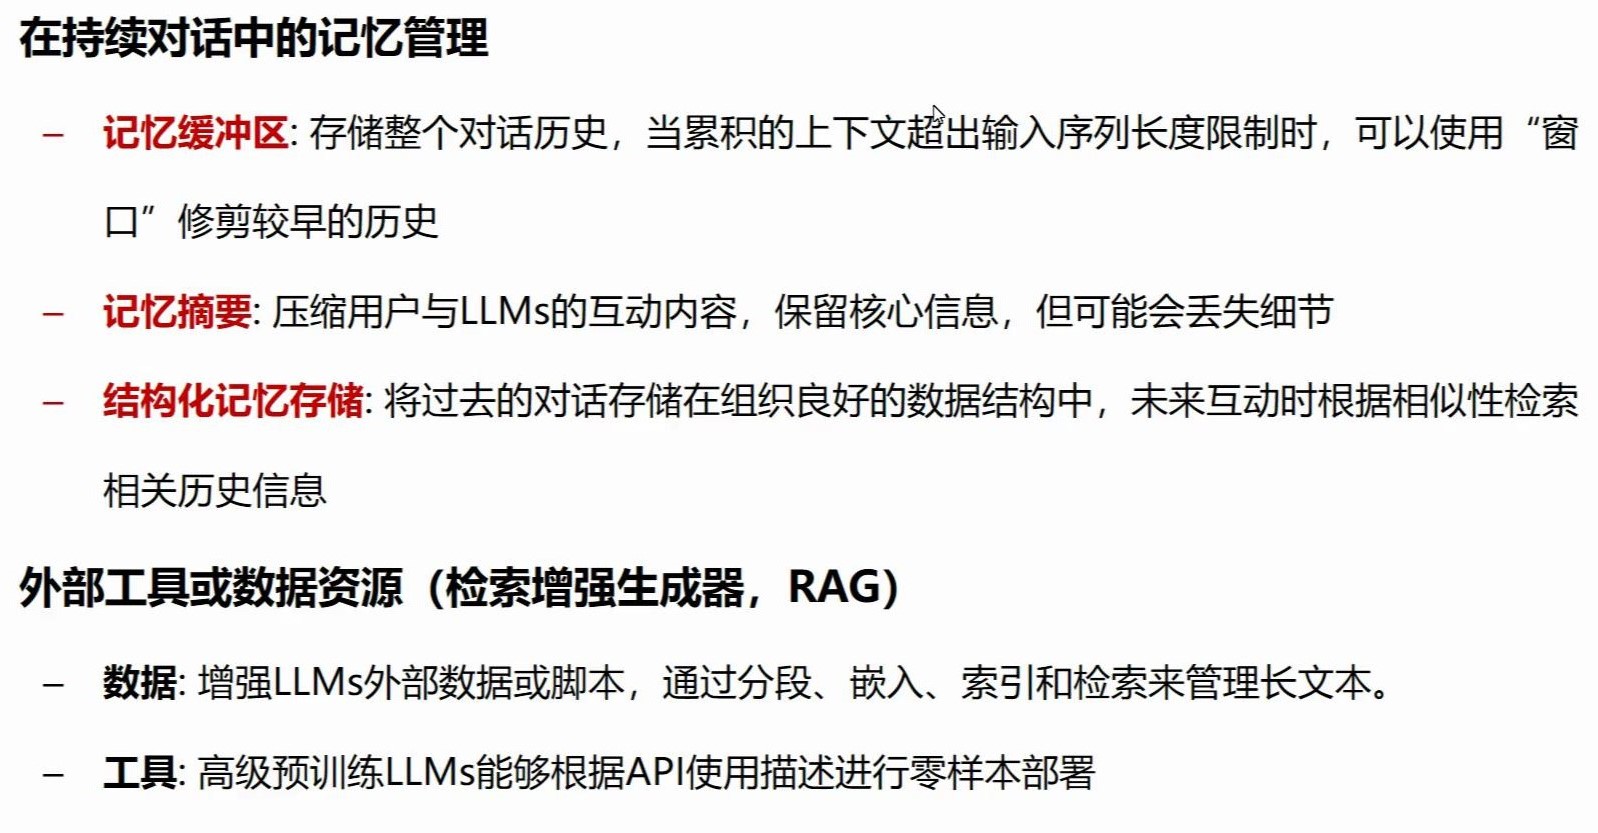 在持续对话中的记忆管理
– 记忆缓冲区: 存储整个对话历史，当累积的上下文超出输入序列长度限制时，可以使用“窗
口”修剪较早的历史
– 记忆摘要: 压缩用户与LLMs的互动内容，保留核心信息，但可能会丢失细节
– 结构化记忆存储: 将过去的对话存储在组织良好的数据结构中，未来互动时根据相似性检索
相关历史信息
外部工具或数据资源（检索增强生成器，RAG）
– 数据: 增强LLMs外部数据或脚本，通过分段、嵌入、索引和检索来管理长文本。
– 工具: 高级预训练LLMs能够根据API使用描述进行零样本部署